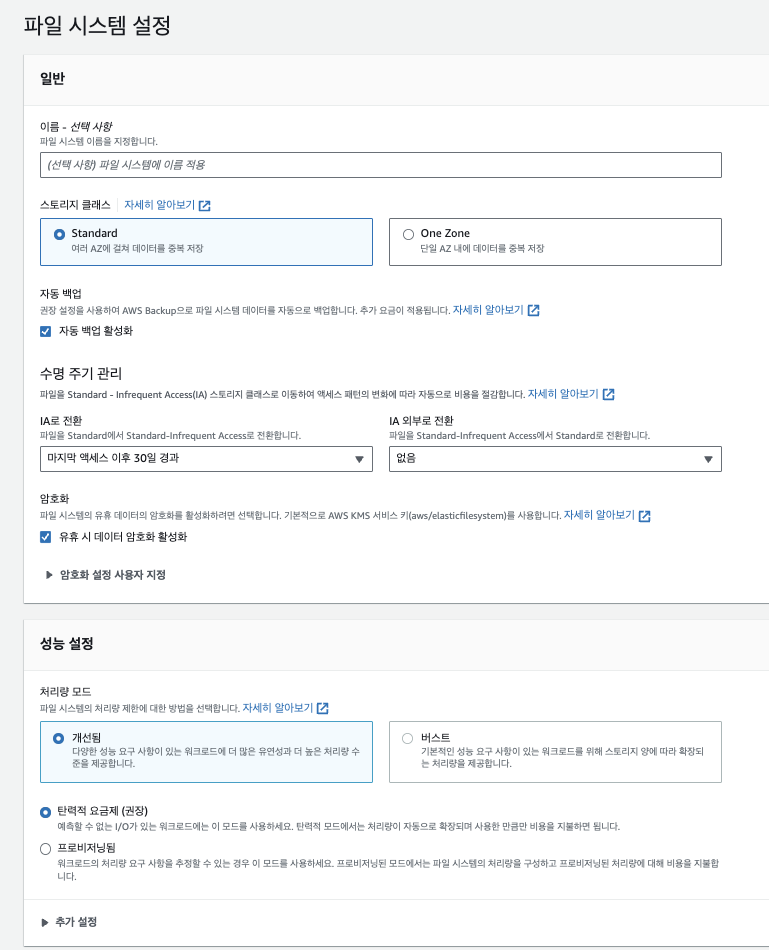 파일 시스템 설정
일반
이름 - 선택 사항
파일 시스템 이름을 지정합니다.
(선택 사항) 파일 시스템에 이름 적용
스토리지 클래스 자세히 알아보기
Standard
여러 AZ에 걸쳐 데이터를 중복 저장
One Zone
단일 AZ 내에 데이터를 중복 저장
자동 백업
권장 설정을 사용하여 AWS Backup으로 파일 시스템 데이터를 자동으로 백업합니다. 추가 요금이 적용됩니다. 자세히 알아보기
자동 백업 활성화
수명 주기 관리
파일을 Standard - Infrequent Access(IA) 스토리지 클래스로 이동하여 액세스 패턴의 변화에 따라 자동으로 비용을 절감합니다. 자세히 알아보기
IA로 전환
파일을 Standard에서 Standard-Infrequent Access로 전환합니다.
마지막 액세스 이후 30일 경과
IA 외부로 전환
파일을 Standard-Infrequent Access에서 Standard로 전환합니다.
없음
암호화
파일 시스템의 유휴 데이터의 암호화를 활성화하려면 선택합니다. 기본적으로 AWS KMS 서비스 키(aws/elasticfilesystem)를 사용합니다. 자세히 알아보기
유휴 시 데이터 암호화 활성화
암호화 설정 사용자 지정
성능 설정
처리량 모드
파일 시스템의 처리량 제한에 대한 방법을 선택합니다. 자세히 알아보기
개선됨
다양한 성능 요구 사항이 있는 워크로드에 더 많은 유연성과 더 높은 처리량 수
준을 제공합니다.
버스트
기본적인 성능 요구 사항이 있는 워크로드를 위해 스토리지 양에 따라 확장되
는 처리량을 제공합니다.
탄력적 요금제 (권장)
예측할 수 없는 I/O가 있는 워크로드에는 이 모드를 사용하세요. 탄력적 모드에서는 처리량이 자동으로 확장되며 사용한 만큼만 비용을 지불하면 됩니다.
프로비저닝됨
워크로드의 처리량 요구 사항을 추정할 수 있는 경우 이 모드를 사용하세요. 프로비저닝된 모드에서는 파일 시스템의 처리량을 구성하고 프로비저닝된 처리량에 대해 비용을 지불합
니다.
추가 설정